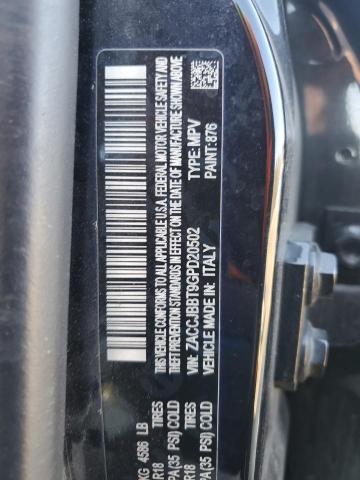 THIS VEHICLE CONFORMS TO ALL APPLICABLE U.S.A. FEDERAL MOTOR VEHICLE SAFETY AND
STANDARDS IN EFFECT ON THE DATE OF MANUFACTURE SHOWN ABOVE
VIN: ZACCJBBT9GPD20502 TYPE: MPV
VEHICLE MADE IN: ITALY PAINT: 876
KG 4586 LB
R18 TIRES
PA(35 PSI) COLD
R18 TIRES
PA(35 PSI) COLD